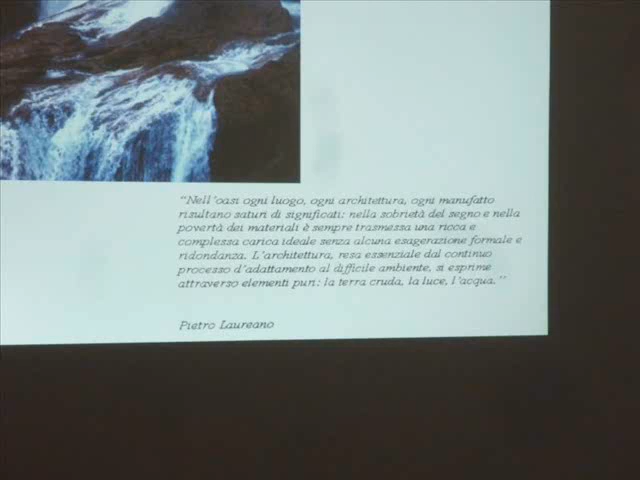 “Nell'oasi ogni luogo, ogni architettura, ogni manufatto
risultano saturi di significati: nella sobrietà del segno e nella
povertà dei materiali è sempre trasmessa una ricca e
complessa carica ideale senza alcuna esagerazione formale e
ridondanza. L'architettura, resa essenziale dal continuo
processo d'adattamento al difficile ambiente, si esprime
attraverso elementi puri: la terra cruda, la luce, l'acqua.”
Pietro Laureano